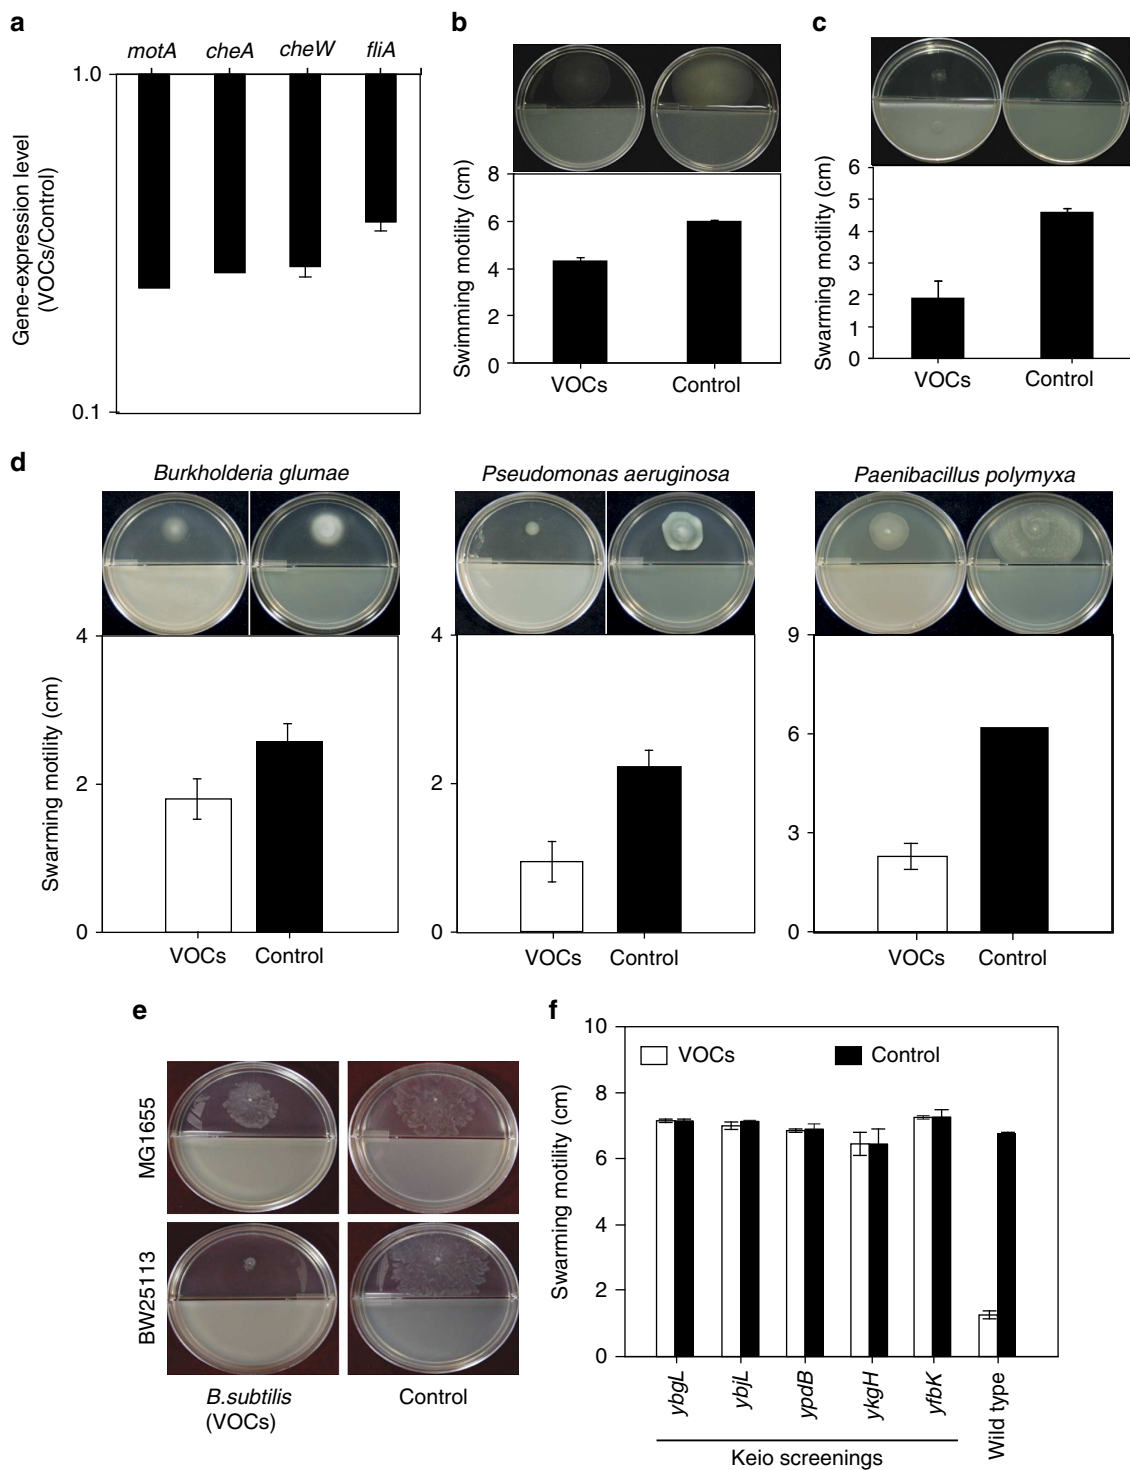 a
motA cheA cheW fliA
1.0
0.1
Gene-expression level
(VOCs/Control)
b
8
6
4
2
0
Swimming motility (cm)
VOCs Control
c
6
5
4
3
2
1
0
Swarming motility (cm)
VOCs Control
d
Burkholderia glumae
4
2
0
Swarming motility (cm)
VOCs Control
Pseudomonas aeruginosa
4
2
0
VOCs Control
Paenibacillus polymyxa
9
6
3
0
VOCs Control
e
MG1655
BW25113
B.subtilis
(VOCs)
Control
f
10
8
6
4
2
0
Swarming motility (cm)
VOCs Control
ybgL
ybjL
ypdB
ykgH
yfbK
Wild type
Keio screenings